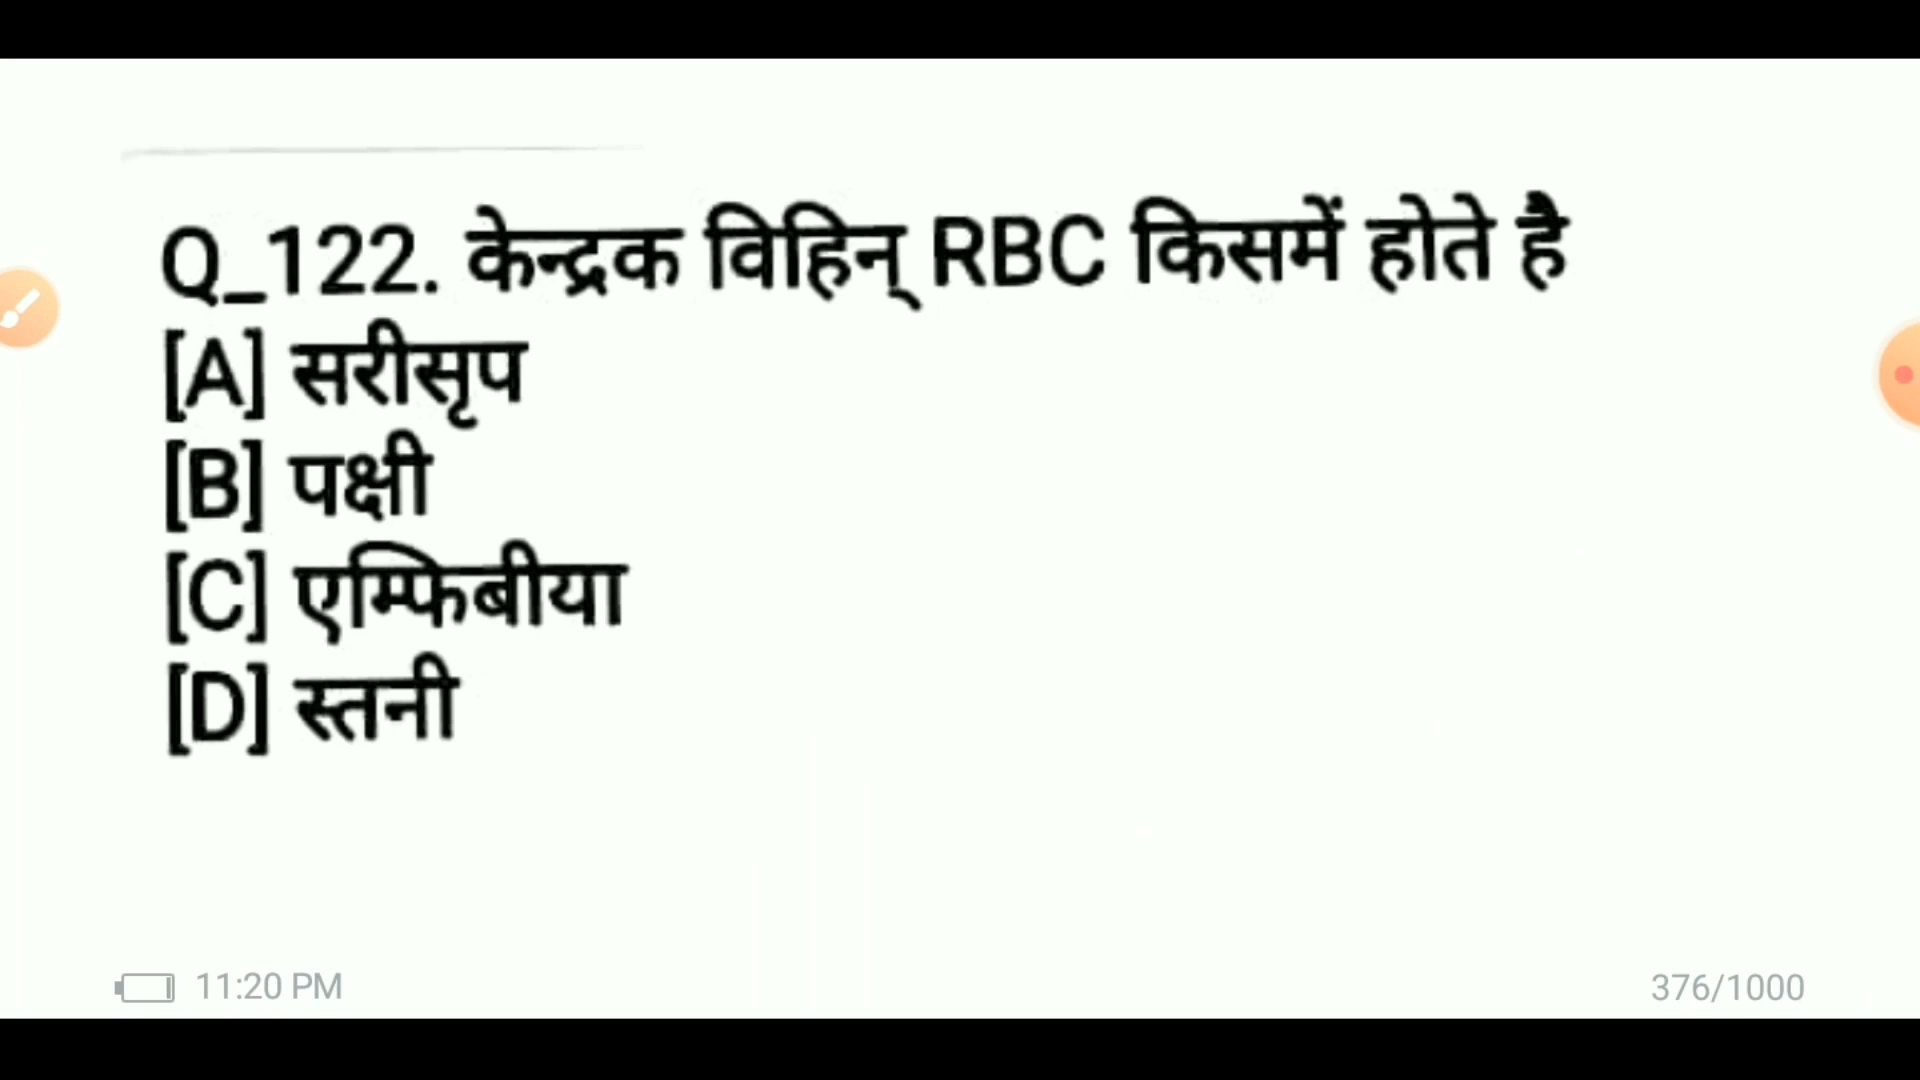 Q_122. केन्द्रक विहिन् RBC किसमें होते है
[A] सरीसृप
[B] पक्षी
[C] एम्फिबीया
[D] स्तनी
11:20 PM
376/1000